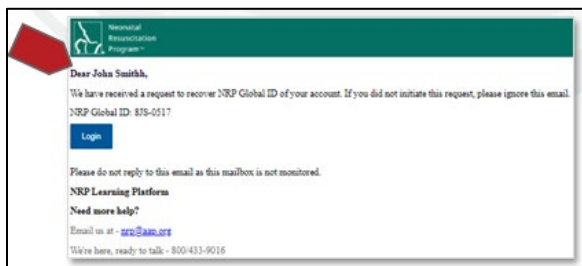 Neonatal
Resuscitation
Program™
Dear John Smithh,
We have received a request to recover NRP Global ID of your account. If you did not initiate this request, please ignore this email.
NRP Global ID: 8JS-0517
Login
Please do not reply to this email as this mailbox is not monitored.
NRP Learning Platform
Need more help?
Email us at - nrp@aap.org
We're here, ready to talk - 800/433-9016